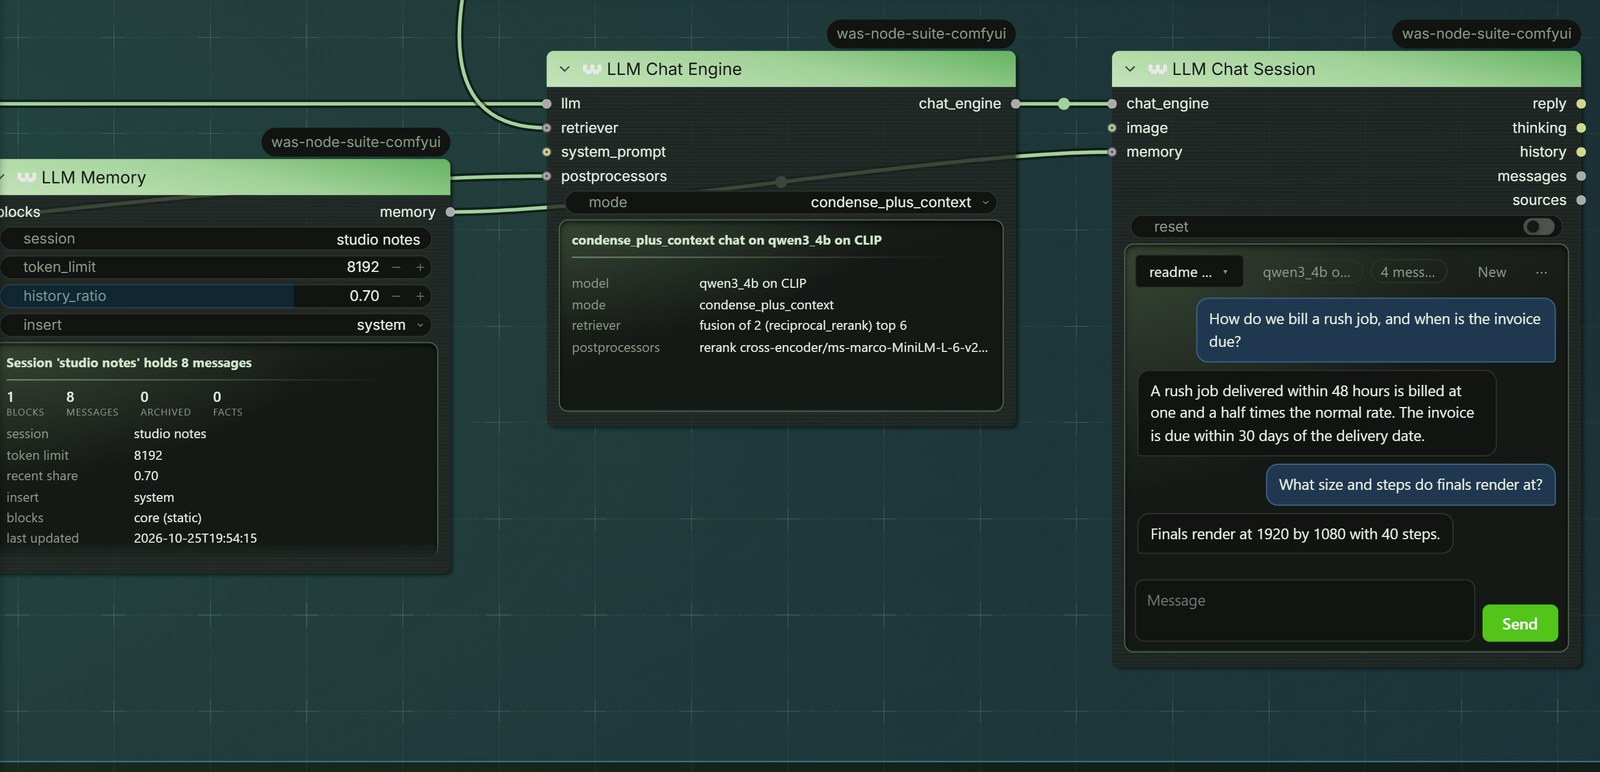 was-node-suite-comfyui
LLM Memory
blocks
memory
session studio notes
token_limit 8192 − +
history_ratio 0.70 − +
insert system
Session 'studio notes' holds 8 messages
1 8 0 0
BLOCKS MESSAGES ARCHIVED FACTS
session studio notes
token limit 8192
recent share 0.70
insert system
blocks core (static)
last updated 2026-10-25T19:54:15
was-node-suite-comfyui
LLM Chat Engine
llm chat_engine
retriever
system_prompt
postprocessors
mode condense_plus_context
condense_plus_context chat on qwen3_4b on CLIP
model qwen3_4b on CLIP
mode condense_plus_context
retriever fusion of 2 (reciprocal_rerank) top 6
postprocessors rerank cross-encoder/ms-marco-MiniLM-L-6-v2...
was-node-suite-comfyui
LLM Chat Session
chat_engine reply
image thinking
memory history
messages
sources
reset
readme ... qwen3_4b o... 4 mess... New ...
How do we bill a rush job, and when is the invoice
due?
A rush job delivered within 48 hours is billed at
one and a half times the normal rate. The invoice
is due within 30 days of the delivery date.
What size and steps do finals render at?
Finals render at 1920 by 1080 with 40 steps.
Message
Send